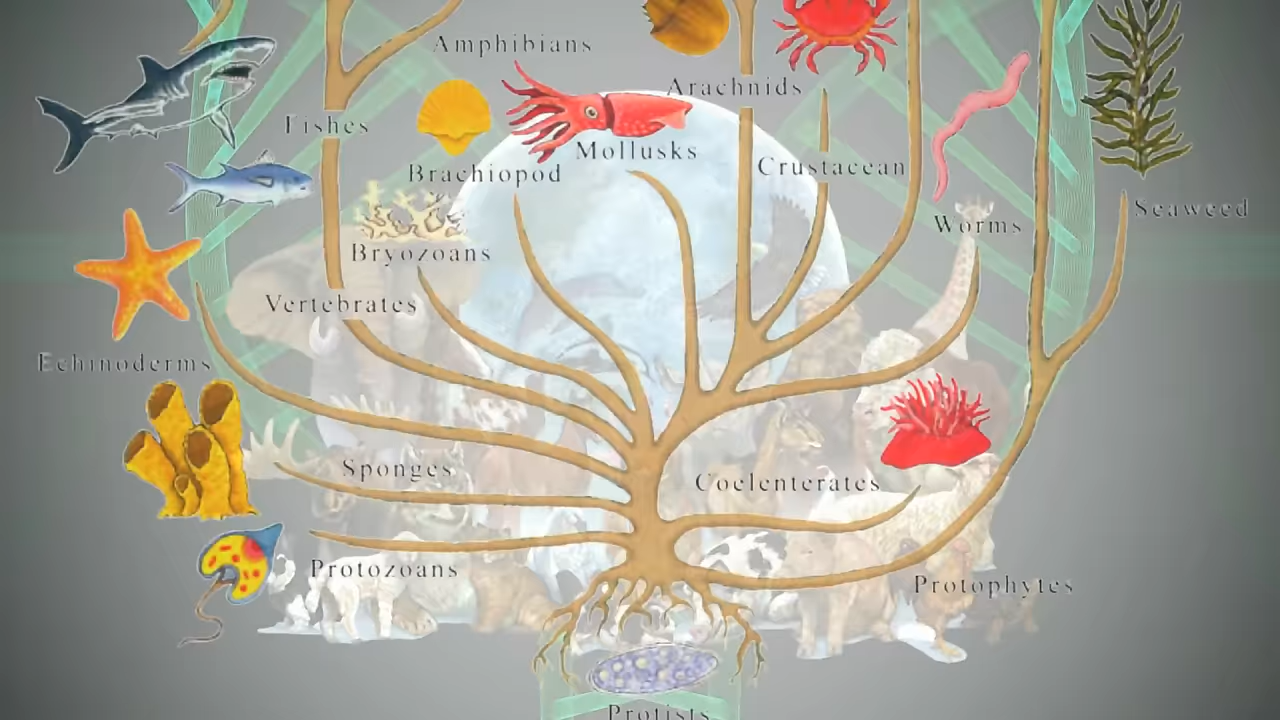 Amphibians
Arachnids
Fishes
Mollusks
Crustacean
Brachiopod
Seaweed
Worms
Bryozoans
Vertebrates
Echinoderms
Sponges
Coelenterates
Protozoans
Protophytes
Protists